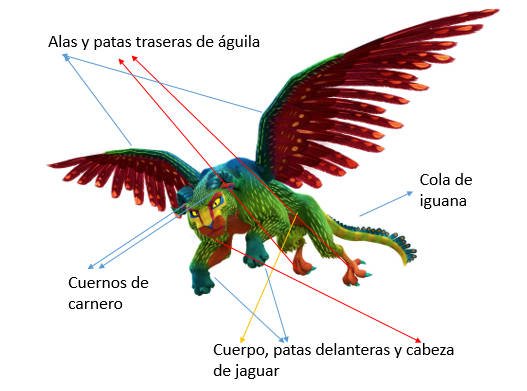 Alas y patas traseras de águila
Cola de
iguana
Cuernos de
carnero
Cuerpo, patas delanteras y cabeza
de jaguar